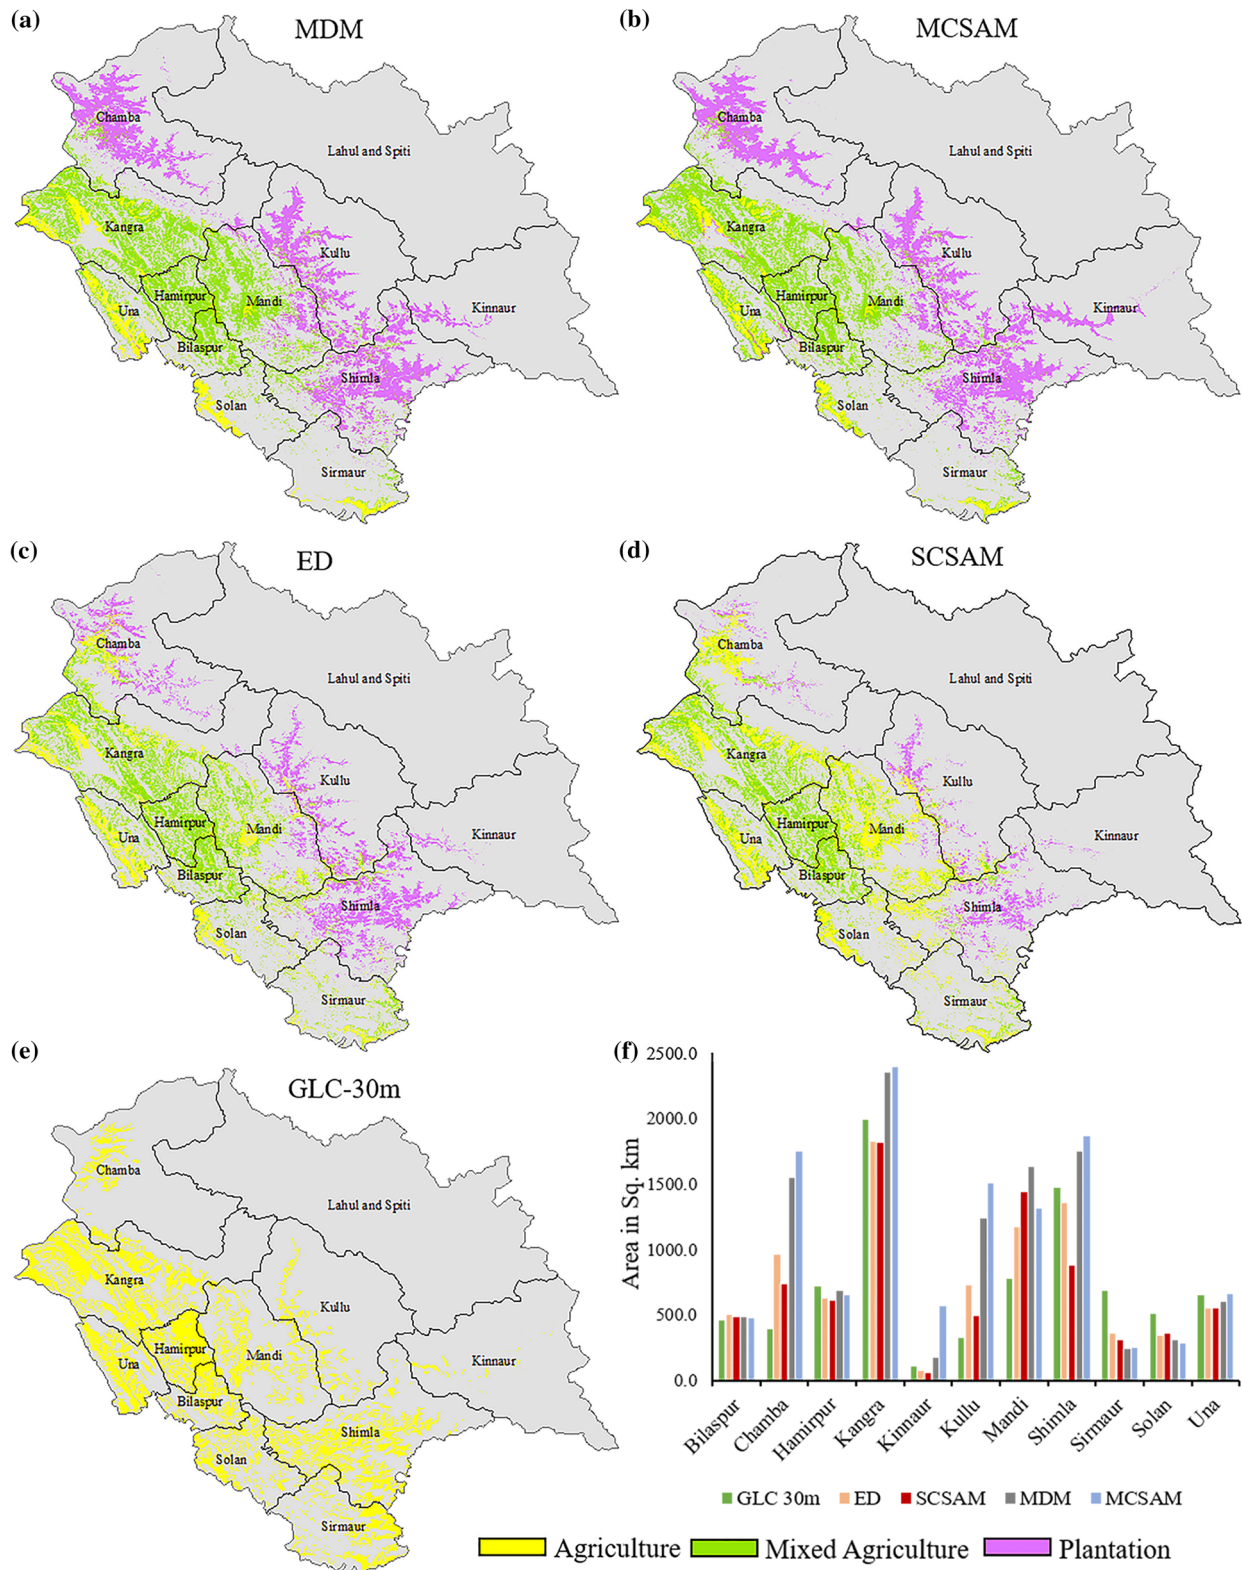 (a)
MDM
Chamba
Lahul and Spiti
Kangra
Kullu
Hamirpur
Mandi
Kinnaur
Una
Bilaspur
Shimla
Solan
Sirmaur
(b)
MCSAM
Chamba
Lahul and Spiti
Kangra
Kullu
Hamirpur
Mandi
Kinnaur
Una
Bilaspur
Shimla
Solan
Sirmaur
(c)
ED
Chamba
Lahul and Spiti
Kangra
Kullu
Hamirpur
Mandi
Kinnaur
Una
Bilaspur
Shimla
Solan
Sirmaur
(d)
SCSAM
Chamba
Lahul and Spiti
Kangra
Kullu
Hamirpur
Mandi
Kinnaur
Una
Bilaspur
Shimla
Solan
Sirmaur
(e)
GLC-30m
Chamba
Lahul and Spiti
Kangra
Kullu
Hamirpur
Mandi
Kinnaur
Una
Bilaspur
Shimla
Solan
Sirmaur
(f)
Area in Sq. km
2500.0
2000.0
1500.0
1000.0
500.0
0.0
Bilaspur
Chamba
Hamirpur
Kangra
Kinnaur
Kullu
Mandi
Shimla
Sirmaur
Solan
Una
GLC 30m ED SCSAM MDM MCSAM
Agriculture Mixed Agriculture Plantation